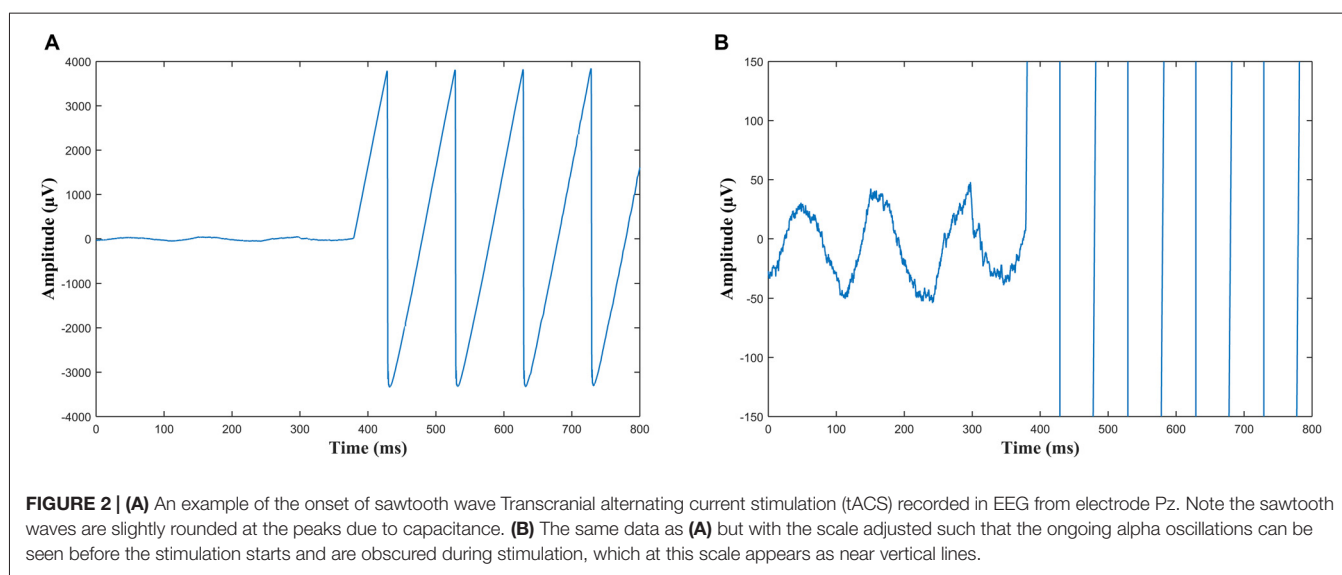 A
B
4000
3000
2000
1000
0
-1000
-2000
-3000
-4000
Amplitude (µV)
0 100 200 300 400 500 600 700 800
Time (ms)
150
100
50
0
-50
-100
-150
Amplitude (µV)
0 100 200 300 400 500 600 700 800
Time (ms)
FIGURE 2 | (A) An example of the onset of sawtooth wave Transcranial alternating current stimulation (tACS) recorded in EEG from electrode Pz. Note the sawtooth
waves are slightly rounded at the peaks due to capacitance. (B) The same data as (A) but with the scale adjusted such that the ongoing alpha oscillations can be
seen before the stimulation starts and are obscured during stimulation, which at this scale appears as near vertical lines.